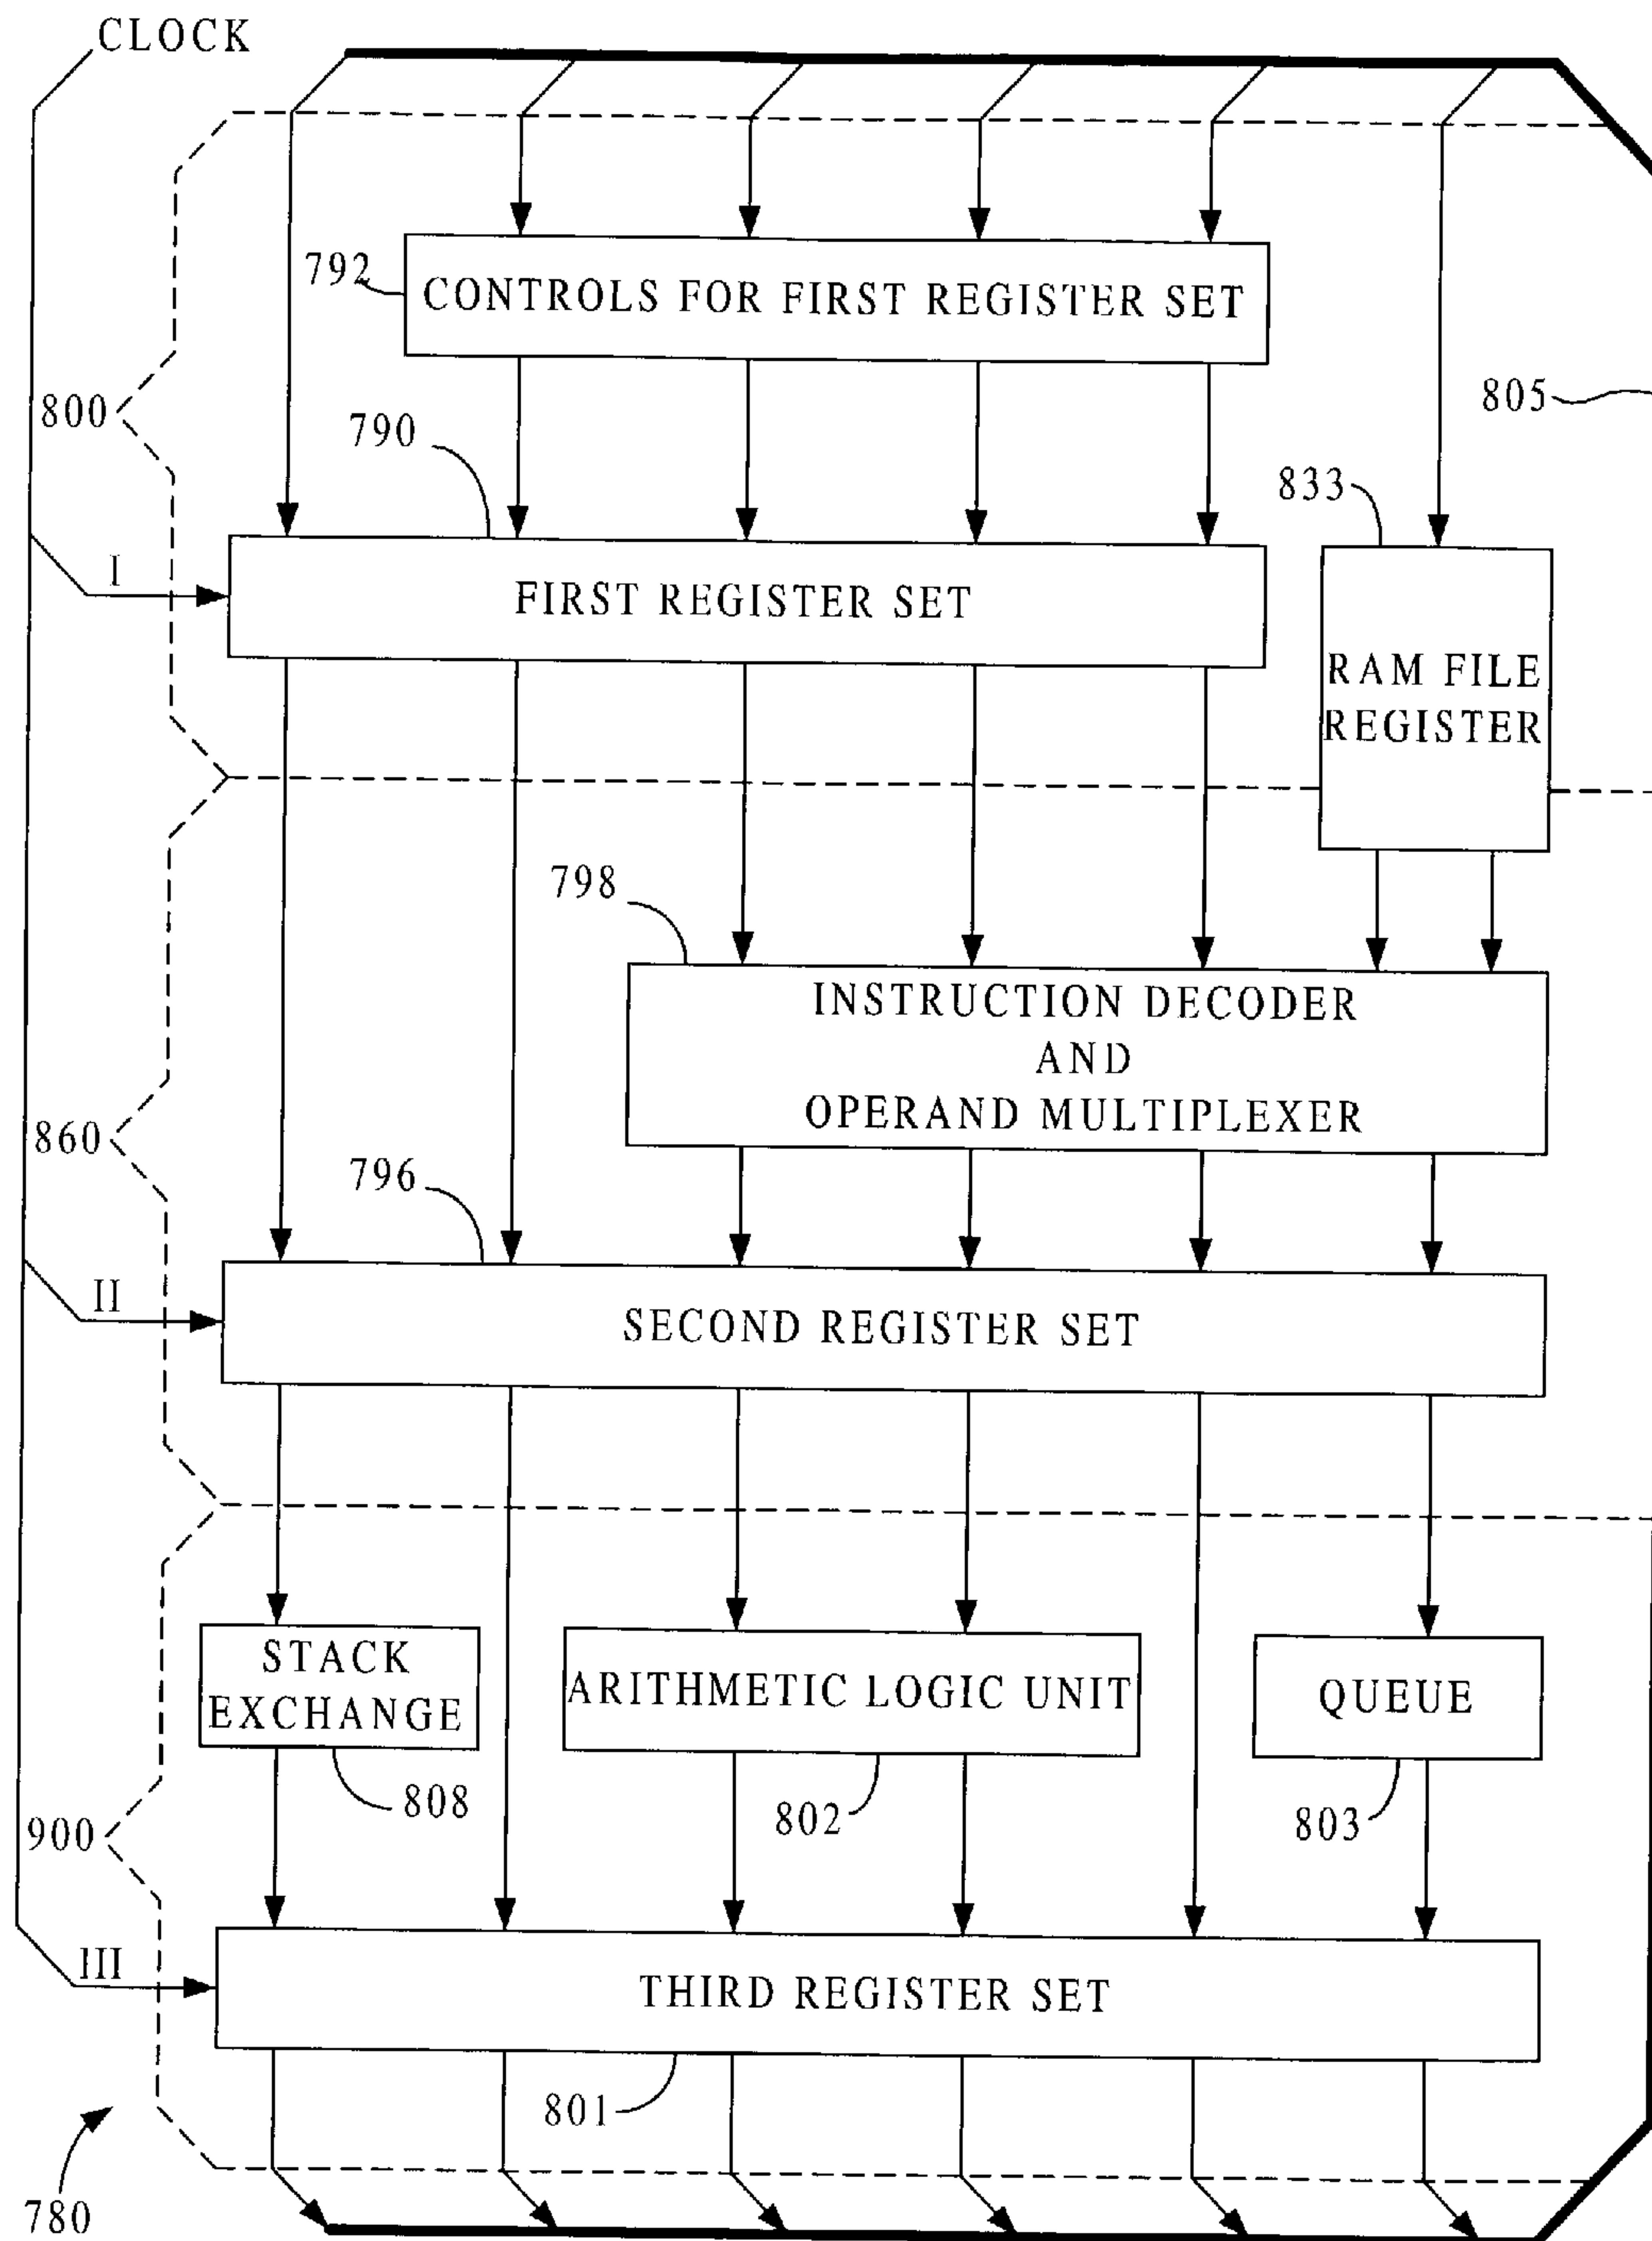 CLOCK
792
CONTROLS FOR FIRST REGISTER SET
800
805
790
833
I
FIRST REGISTER SET
RAM FILE
REGISTER
798
INSTRUCTION DECODER
AND
OPERAND MULTIPLEXER
860
796
II
SECOND REGISTER SET
STACK
EXCHANGE
ARITHMETIC LOGIC UNIT
QUEUE
808
802
803
900
III
THIRD REGISTER SET
801
780